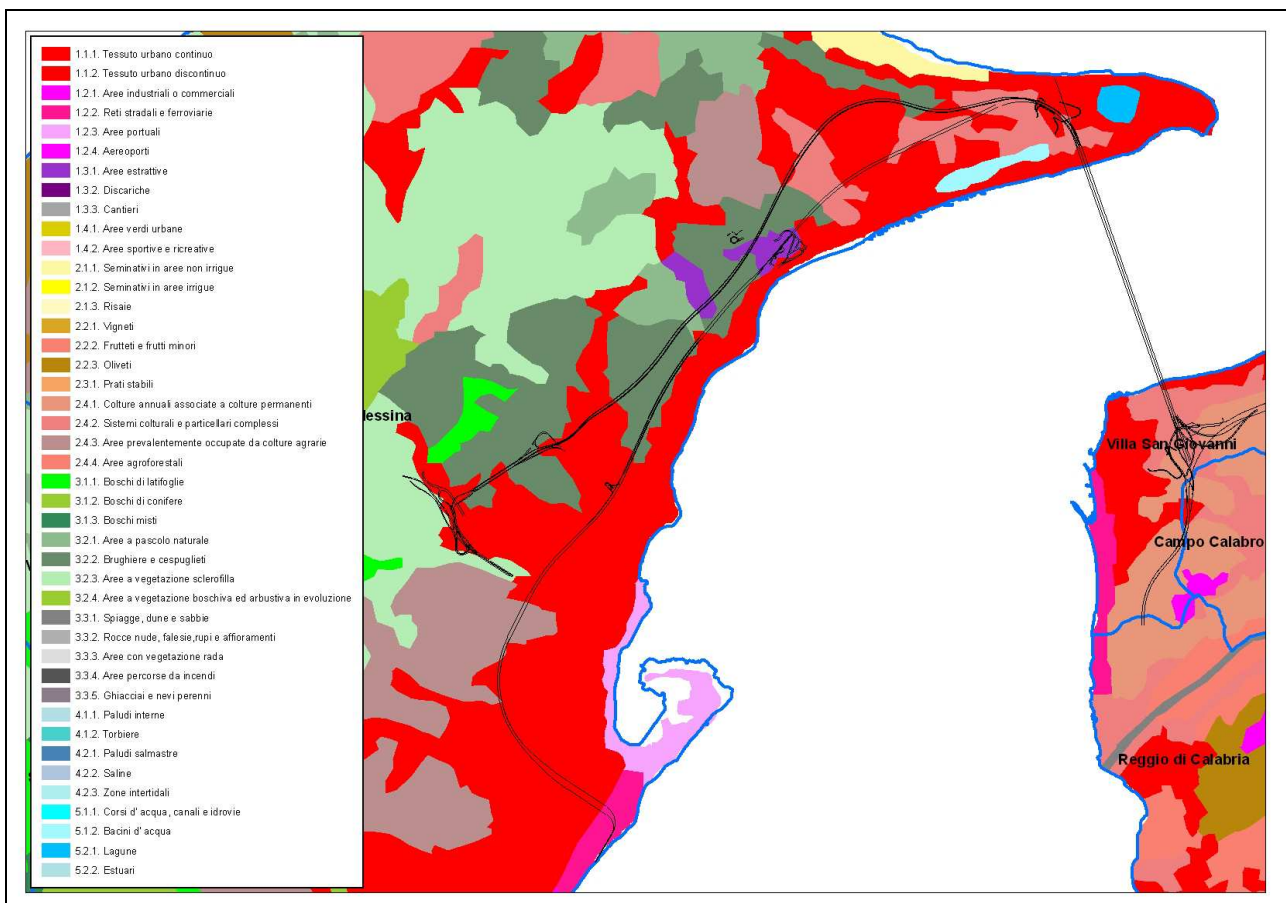 1.1.1. Tessuto urbano continuo
1.1.2. Tessuto urbano discontinuo
1.2.1. Aree industriali o commerciali
1.2.2. Reti stradali e ferroviarie
1.2.3. Aree portuali
1.2.4. Aereoporti
1.3.1. Aree estrattive
1.3.2. Discariche
1.3.3. Cantieri
1.4.1. Aree verdi urbane
1.4.2. Aree sportive e ricreative
2.1.1. Seminativi in aree non irrigue
2.1.2. Seminativi in aree irrigue
2.1.3. Risaie
2.2.1. Vigneti
2.2.2. Frutteti e frutti minori
2.2.3. Oliveti
2.3.1. Prati stabili
2.4.1. Colture annuali associate a colture permanenti
2.4.2. Sistemi colturali e particellari complessi
2.4.3. Aree prevalentemente occupate da colture agrarie
2.4.4. Aree agroforestali
3.1.1. Boschi di latifoglie
3.1.2. Boschi di conifere
3.1.3. Boschi misti
3.2.1. Aree a pascolo naturale
3.2.2. Brughiere e cespuglieti
3.2.3. Aree a vegetazione sclerofilla
3.2.4. Aree a vegetazione boschiva ed arbustiva in evoluzione
3.3.1. Spiagge, dune e sabbie
3.3.2. Rocce nude, falesie,rupi e affioramenti
3.3.3. Aree con vegetazione rada
3.3.4. Aree percorse da incendi
3.3.5. Ghiacciai e nevi perenni
4.1.1. Paludi interne
4.1.2. Torbiere
4.2.1. Paludi salmastre
4.2.2. Saline
4.2.3. Zone intertidali
5.1.1. Corsi d' acqua, canali e idrovie
5.1.2. Bacini d' acqua
5.2.1. Lagune
5.2.2. Estuari
essina
Villa San Giovanni
Campo Calabro
Reggio di Calabria